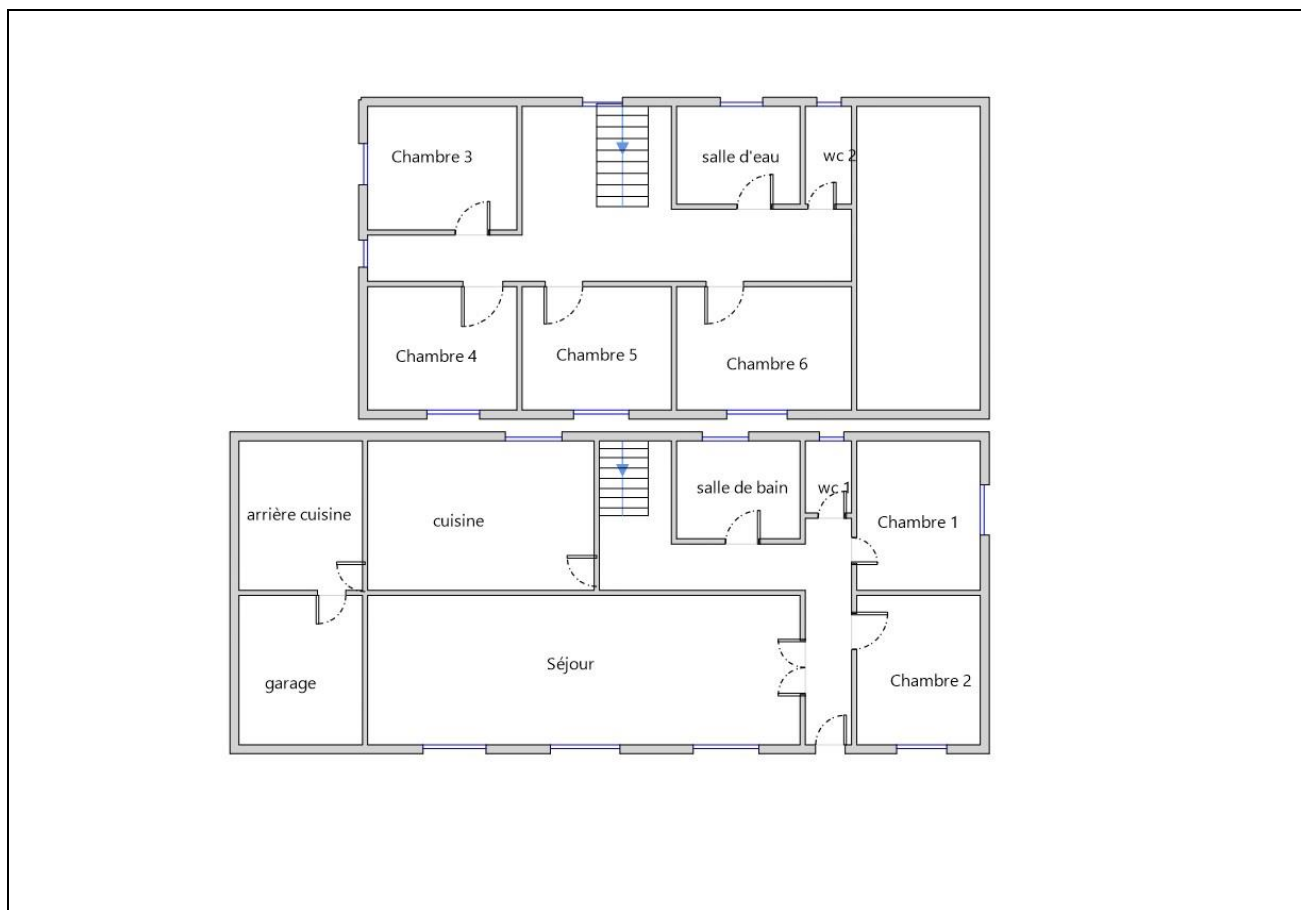 Chambre 3
salle d'eau
wc 2
Chambre 4
Chambre 5
Chambre 6
arrière cuisine
cuisine
salle de bain
wc 1
Chambre 1
garage
Séjour
Chambre 2